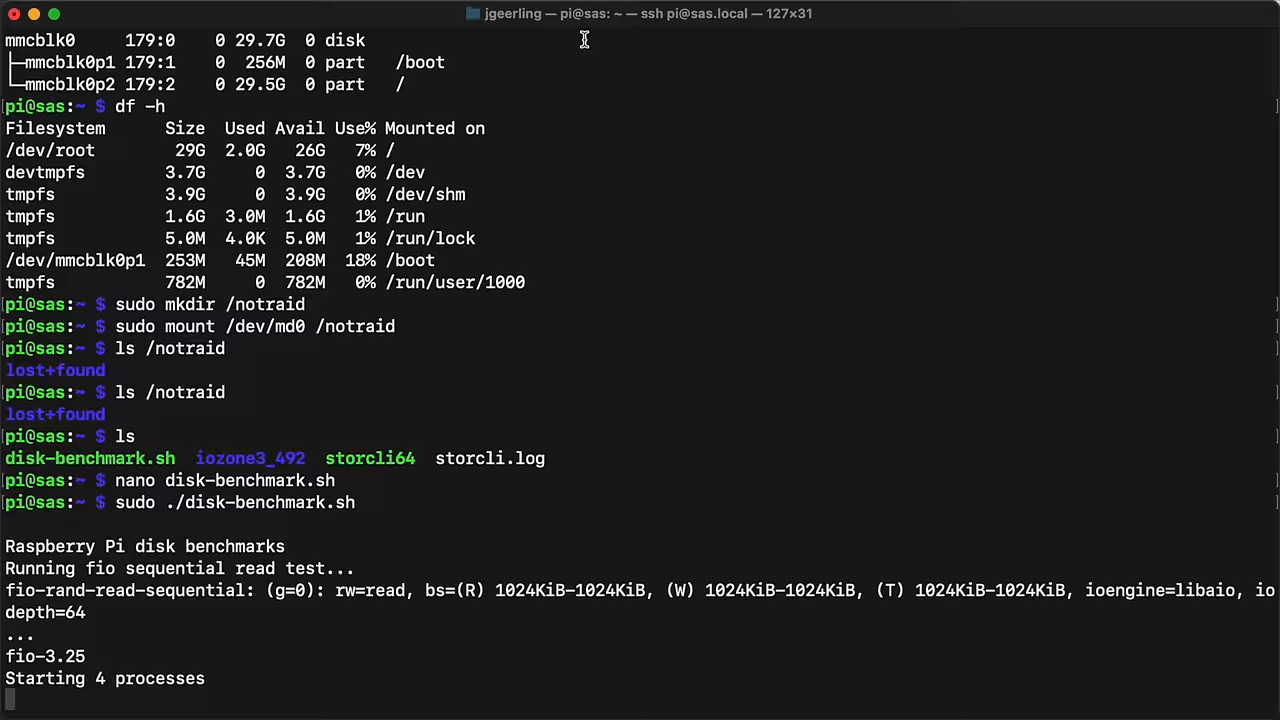 jgeerling — pi@sas: ~ — ssh pi@sas.local — 127×31
mmcblk0     179:0    0 29.7G  0 disk
├─mmcblk0p1 179:1    0  256M  0 part   /boot
└─mmcblk0p2 179:2    0 29.5G  0 part   /
pi@sas:~ $ df -h
Filesystem      Size  Used Avail Use% Mounted on
/dev/root        29G  2.0G   26G   7% /
devtmpfs        3.7G     0  3.7G   0% /dev
tmpfs           3.9G     0  3.9G   0% /dev/shm
tmpfs           1.6G  3.0M  1.6G   1% /run
tmpfs           5.0M  4.0K  5.0M   1% /run/lock
/dev/mmcblk0p1  253M   45M  208M  18% /boot
tmpfs           782M     0  782M   0% /run/user/1000
pi@sas:~ $ sudo mkdir /notraid
pi@sas:~ $ sudo mount /dev/md0 /notraid
pi@sas:~ $ ls /notraid
lost+found
pi@sas:~ $ ls /notraid
lost+found
pi@sas:~ $ ls
disk-benchmark.sh  iozone3_492  storcli64  storcli.log
pi@sas:~ $ nano disk-benchmark.sh
pi@sas:~ $ sudo ./disk-benchmark.sh
Raspberry Pi disk benchmarks
Running fio sequential read test...
fio-rand-read-sequential: (g=0): rw=read, bs=(R) 1024KiB-1024KiB, (W) 1024KiB-1024KiB, (T) 1024KiB-1024KiB, ioengine=libaio, io
depth=64
...
fio-3.25
Starting 4 processes